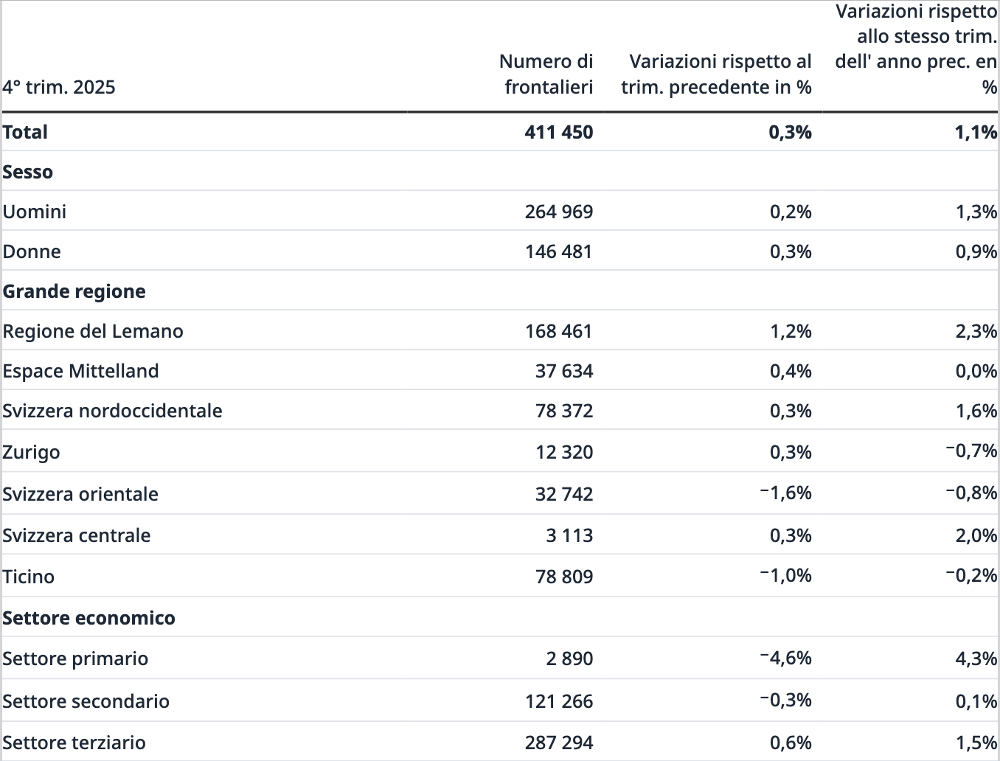 Variazioni rispetto
allo stesso trim.
Numero di Variazioni rispetto al dell' anno prec. en
4° trim. 2025 frontalieri trim. precedente in % %
Total 411 450 0,3% 1,1%
Sesso
Uomini 264 969 0,2% 1,3%
Donne 146 481 0,3% 0,9%
Grande regione
Regione del Lemano 168 461 1,2% 2,3%
Espace Mittelland 37 634 0,4% 0,0%
Svizzera nordoccidentale 78 372 0,3% 1,6%
Zurigo 12 320 0,3% −0,7%
Svizzera orientale 32 742 −1,6% −0,8%
Svizzera centrale 3 113 0,3% 2,0%
Ticino 78 809 −1,0% −0,2%
Settore economico
Settore primario 2 890 −4,6% 4,3%
Settore secondario 121 266 −0,3% 0,1%
Settore terziario 287 294 0,6% 1,5%